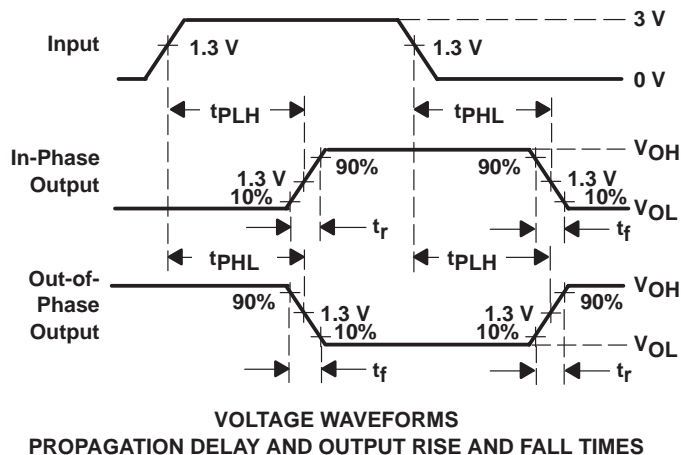 3 V
Input
1.3 V
1.3 V
0 V
tPLH
tPHL
In-Phase
Output
VOH
90%
90%
1.3 V
1.3 V
10%
10%
VOL
tr
tf
tPHL
tPLH
Out-of-
Phase
Output
VOH
90%
90%
1.3 V
1.3 V
10%
10%
VOL
tf
tr
VOLTAGE WAVEFORMS
PROPAGATION DELAY AND OUTPUT RISE AND FALL TIMES